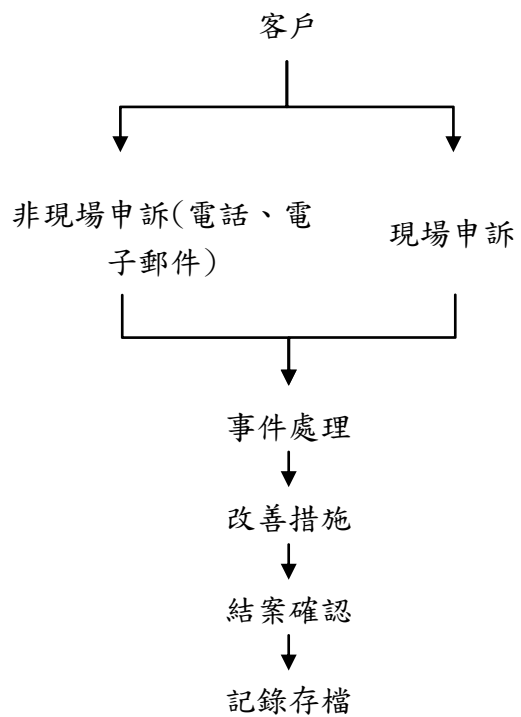 客戶
非現場申訴(電話、電
子郵件)
現場申訴
事件處理
改善措施
結案確認
記錄存檔